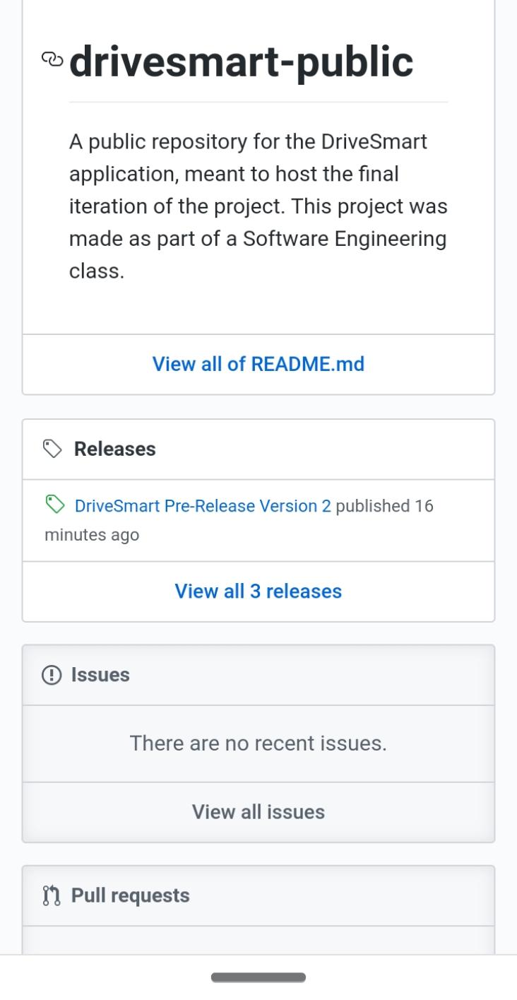 drivesmart-public
A public repository for the DriveSmart
application, meant to host the final
iteration of the project. This project was
made as part of a Software Engineering
class.
View all of README.md
Releases
DriveSmart Pre-Release Version 2 published 16
minutes ago
View all 3 releases
Issues
There are no recent issues.
View all issues
Pull requests